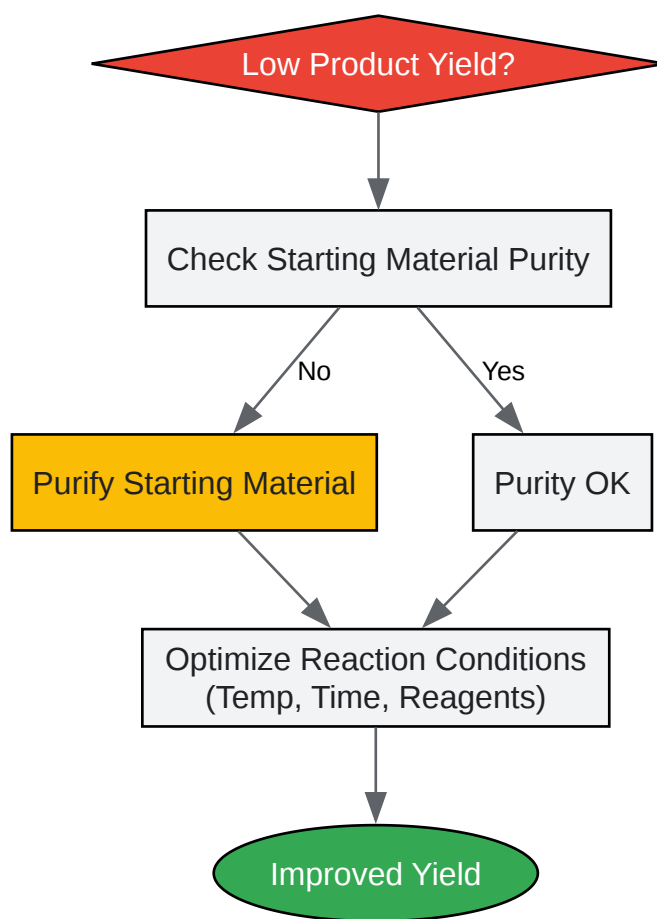 Low Product Yield?
Check Starting Material Purity
No
Yes
Purify Starting Material
Purity OK
Optimize Reaction Conditions
(Temp, Time, Reagents)
Improved Yield